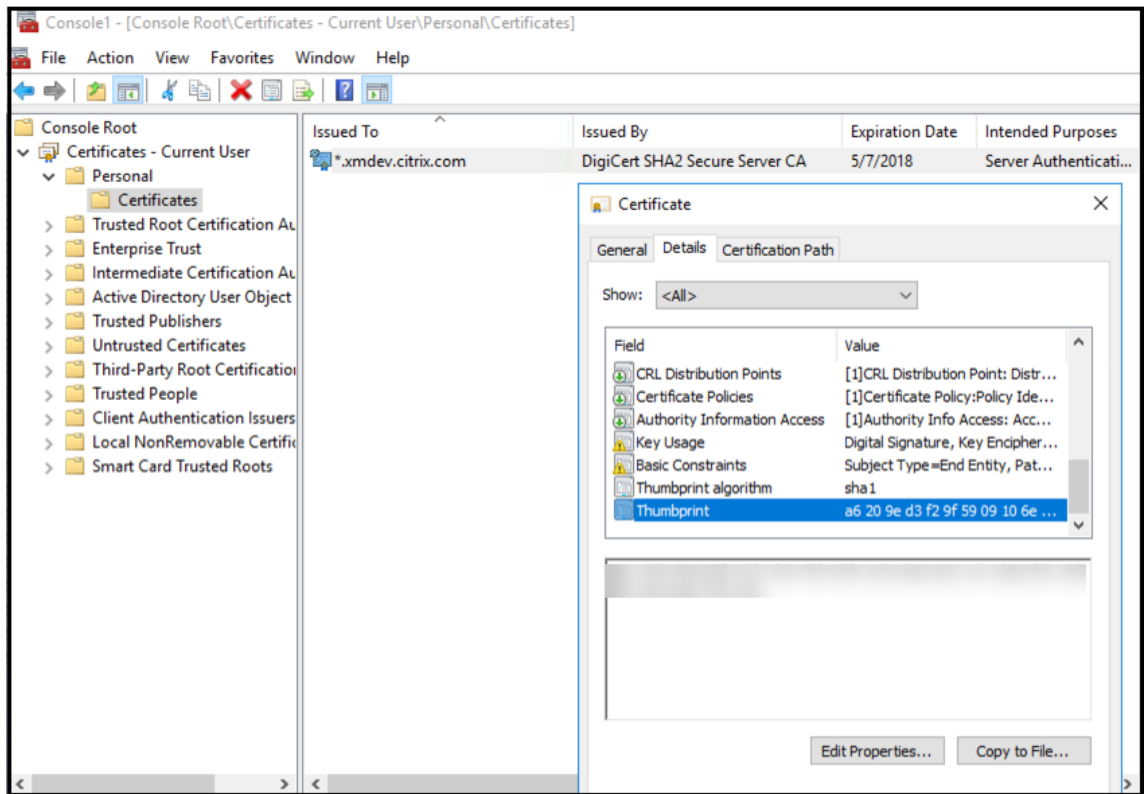 Console1 - [Console Root\Certificates - Current User\Personal\Certificates]
File Action View Favorites Window Help
Console Root
Certificates - Current User
Personal
Certificates
Trusted Root Certification Au
Enterprise Trust
Intermediate Certification Au
Active Directory User Object
Trusted Publishers
Untrusted Certificates
Third-Party Root Certification
Trusted People
Client Authentication Issuers
Local NonRemovable Certific
Smart Card Trusted Roots
Issued To Issued By Expiration Date Intended Purposes
*.xmdev.citrix.com DigiCert SHA2 Secure Server CA 5/7/2018 Server Authenticati...
Certificate
General Details Certification Path
Show: <All>
Field Value
CRL Distribution Points [1]CRL Distribution Point: Distr...
Certificate Policies [1]Certificate Policy:Policy Ide...
Authority Information Access [1]Authority Info Access: Acc...
Key Usage Digital Signature, Key Encipher...
Basic Constraints Subject Type=End Entity, Pat...
Thumbprint algorithm sha1
Thumbprint a6 20 9e d3 f2 9f 59 09 10 6e ...
Edit Properties... Copy to File...